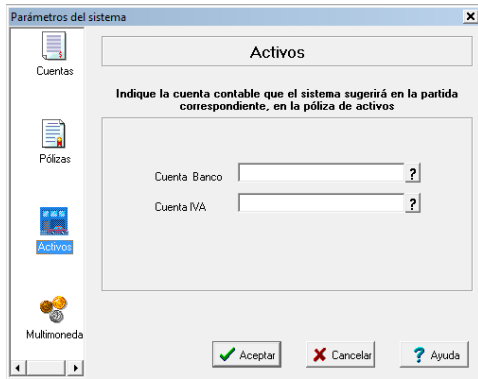 Parámetros del sistema
Cuentas
Pólizas
Activos
Multimoneda
Activos
Indique la cuenta contable que el sistema sugerirá en la partida
correspondiente, en la póliza de activos
Cuenta Banco
?
Cuenta IVA
?
Aceptar
Cancelar
? Ayuda